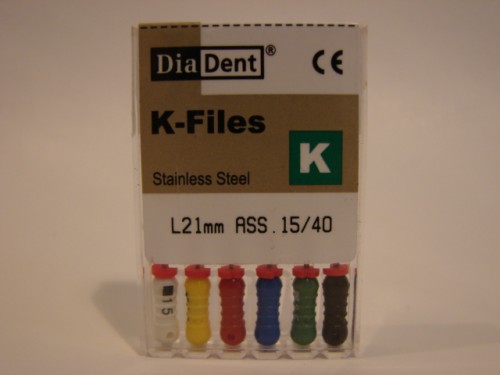 DiaDent® CE
K-Files
K
Stainless Steel
L21mm ASS.15/40
15